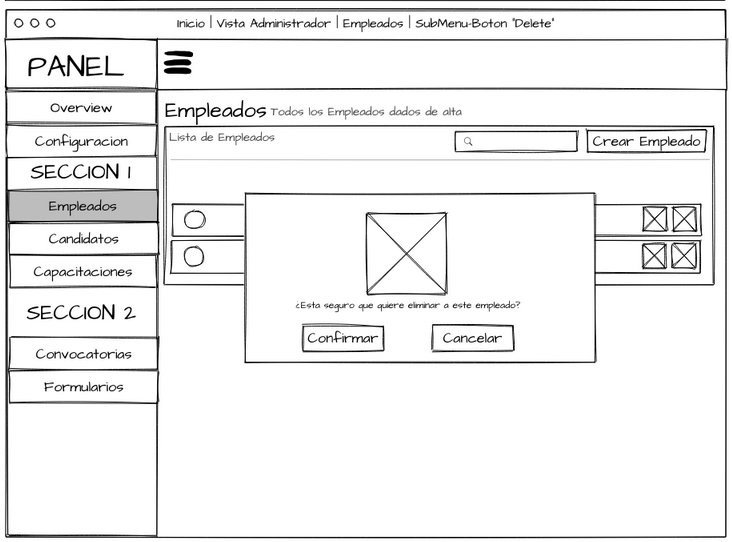 Inicio | Vista Administrador | Empleados | SubMenu-Boton "Delete"
PANEL
Overview
Configuracion
SECCION 1
Empleados
Candidatos
Capacitaciones
SECCION 2
Convocatorias
Formularios
Empleados Todos los Empleados dados de alta
Lista de Empleados
Crear Empleado
¿Esta seguro que quiere eliminar a este empleado?
Confirmar
Cancelar